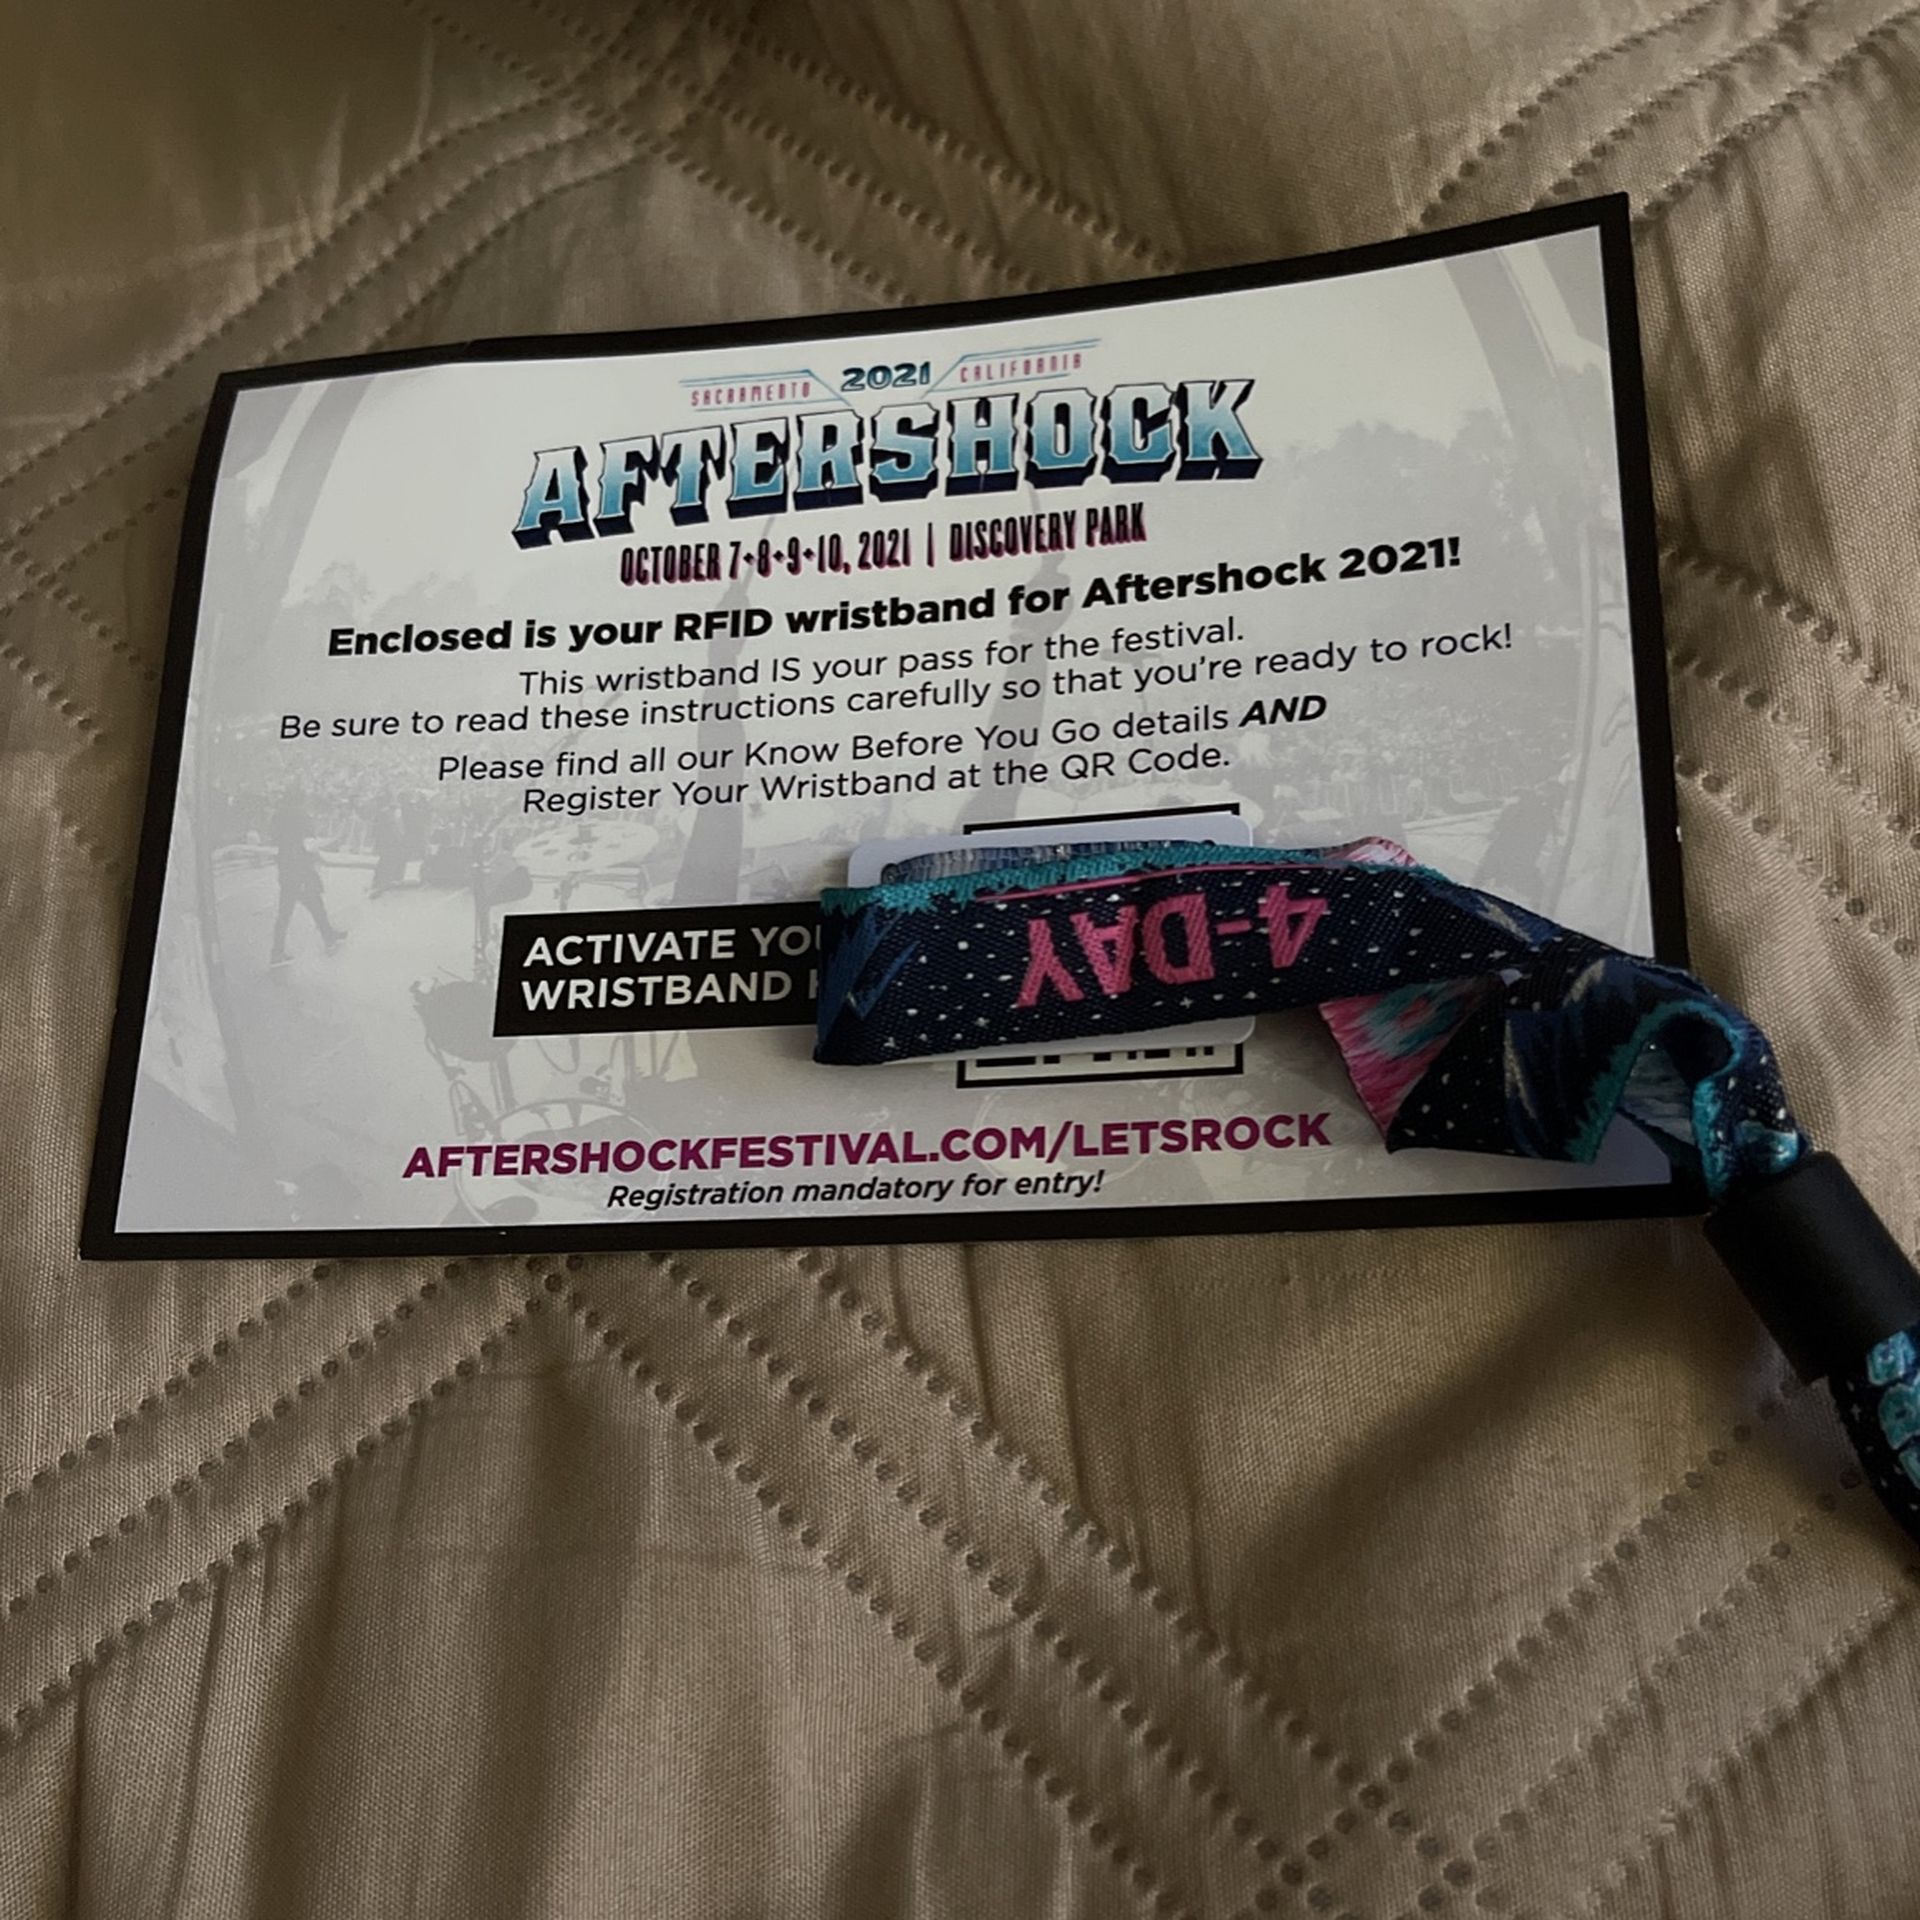 SACRAMENTO 2021 CALIFORNIA
AFTERSHOCK
OCTOBER 7•8•9•10, 2021 | DISCOVERY PARK
Enclosed is your RFID wristband for Aftershock 2021!
This wristband IS your pass for the festival.
Be sure to read these instructions carefully so that you're ready to rock!
Please find all our Know Before You Go details AND
Register Your Wristband at the QR Code.
ACTIVATE
WRISTBAND
4-DAY
AFTERSHOCKFESTIVAL.COM/LETSROCK
Registration mandatory for entry!